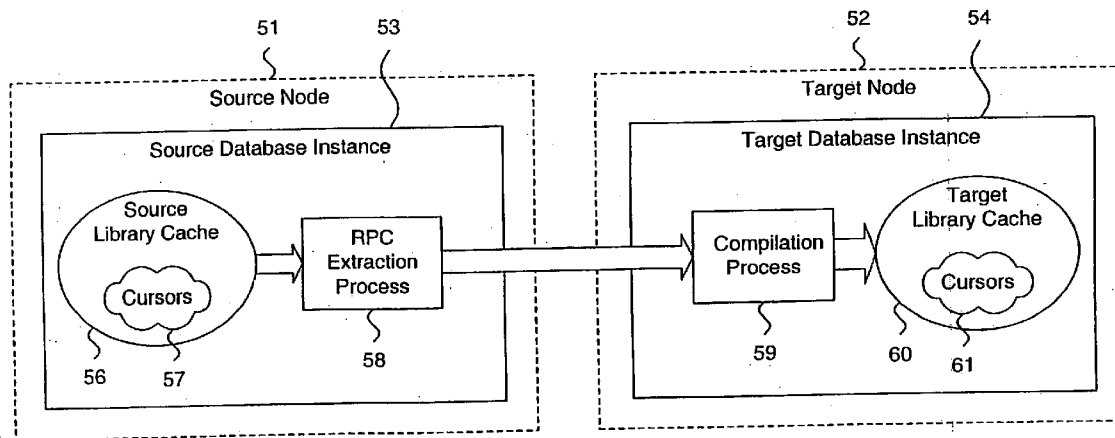 51
53
52
54
Source Node
Source Database Instance
Source
Library Cache
Cursors
RPC
Extraction
Process
56
57
58
Target Node
Target Database Instance
Compilation
Process
Target
Library Cache
Cursors
59
60
61